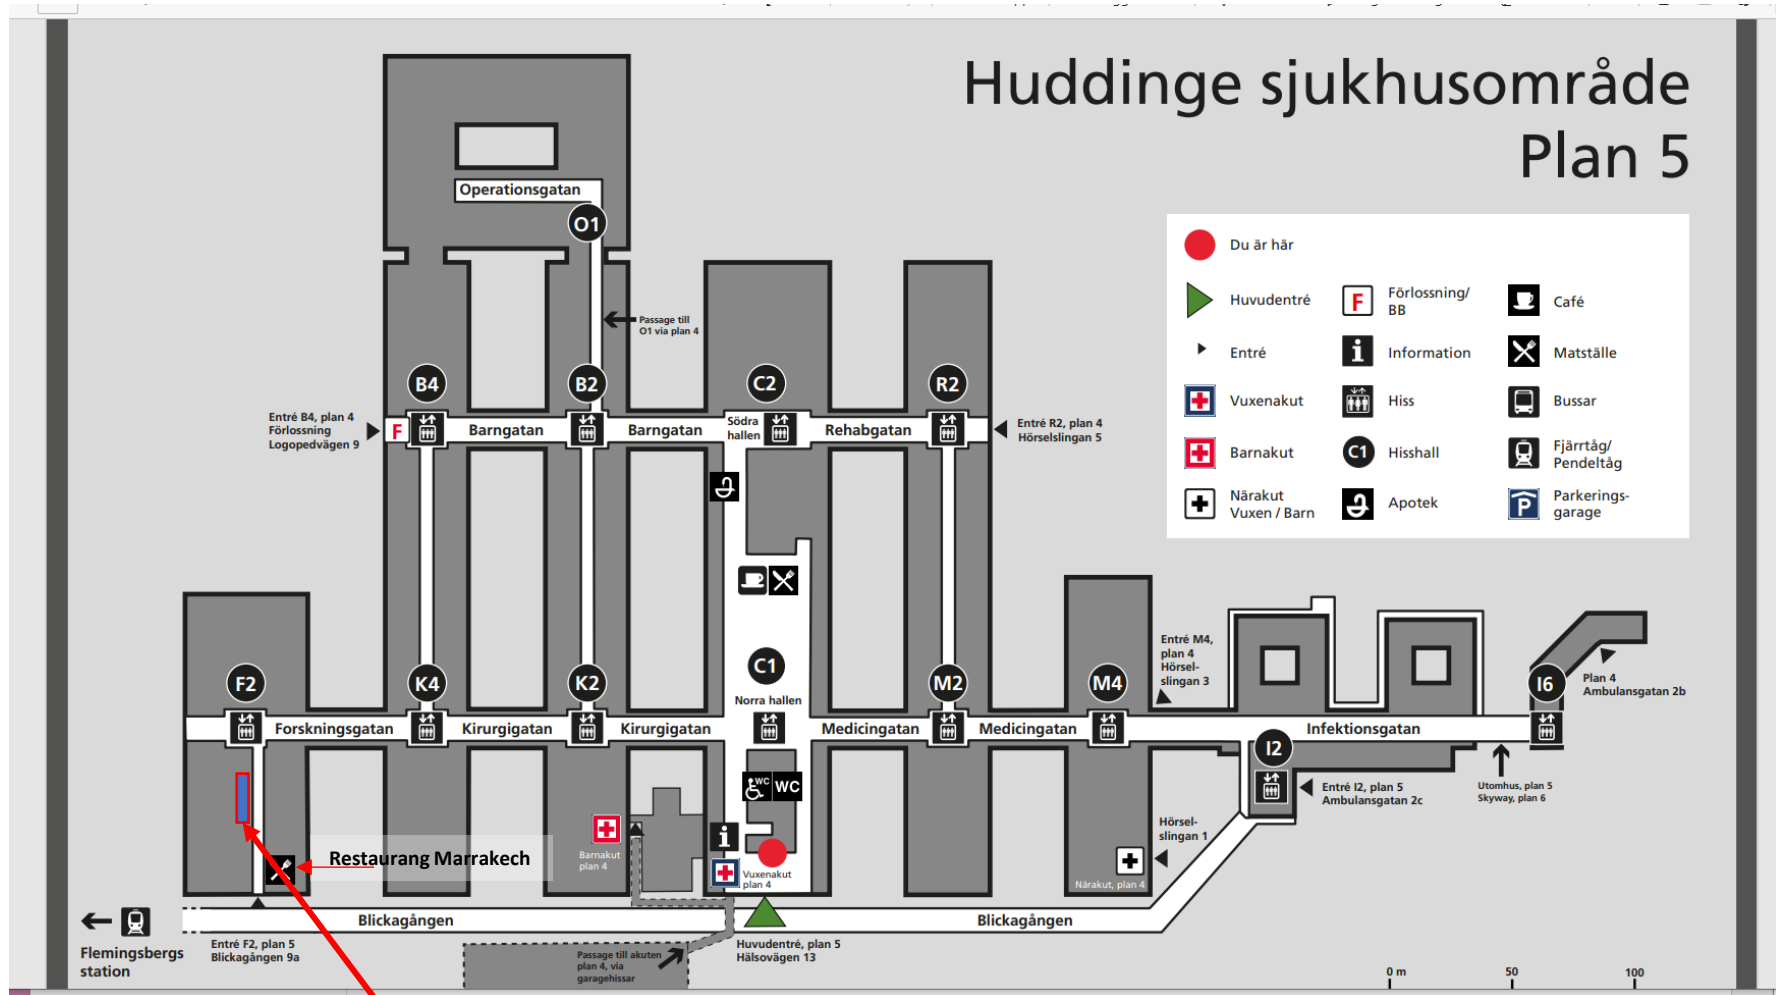 Huddinge sjukhusområde
Plan 5
Operationsgatan
O1
Passage till
O1 via plan 4
Du är här
Huvudentré
Entré
Vuxenakut
Barnakut
Närakut
Vuxen / Barn
F
Förlossning/
BB
i
Information
Hiss
C1
Hisshall
Apotek
Café
Matställe
Bussar
Fjärrtåg/
Pendeltåg
P
Parkerings-
garage
B4
B2
C2
R2
Entré B4, plan 4
Förlossning
Logopedvägen 9
F
Barngatan
Barngatan
Södra
hallen
Rehabgatan
Entré R2, plan 4
Hörselslingan 5
C1
Norra hallen
F2
K4
K2
M2
M4
Entré M4,
plan 4
Hörsel-
slingan 3
I6
Plan 4
Ambulansgatan 2b
Forskningsgatan
Kirurgigatan
Kirurgigatan
Medicingatan
Medicingatan
Infektionsgatan
I2
Entré I2, plan 5
Ambulansgatan 2c
Utomhus, plan 5
Skyway, plan 6
WC
WC
Hörsel-
slingan 1
i
Restaurang Marrakech
Barnakut
plan 4
Vuxenakut
plan 4
Närakut, plan 4
Blickagången
Blickagången
Flemingsbergs
station
Entré F2, plan 5
Blickagången 9a
Passage till akuten
plan 4, via
garagehissar
Huvudentré, plan 5
Hälsovägen 13
0 m
50
100